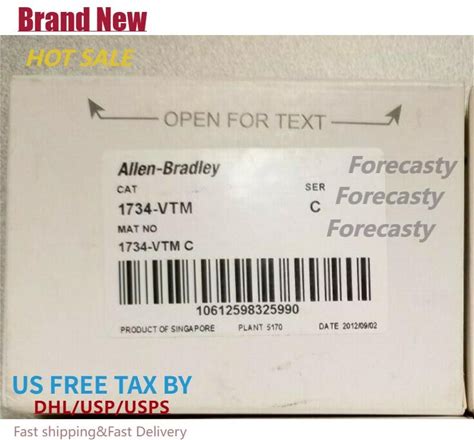 Brand New
HOT SALE
OPEN FOR TEXT
Allen-Bradley
CAT SER
1734-VTM C
MAT NO
1734-VTM C
10612598325990
PRODUCT OF SINGAPORE PLANT 5170 DATE 2012/09/02
Forecasty
Forecasty
Forecasty
US FREE TAX BY
DHL/USP/USPS
Fast shipping&Fast Delivery